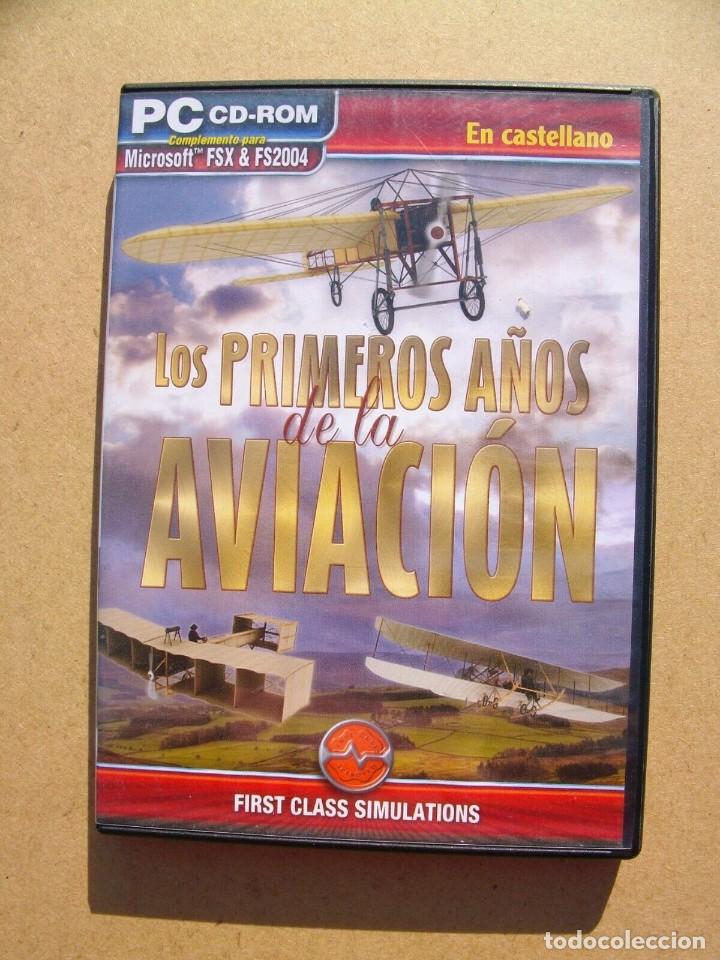 PC CD-ROM
Complemento para
Microsoft™ FSX & FS2004
En castellano
Los PRIMEROS AÑOS
de la
AVIACIÓN
FIRST CLASS SIMULATIONS
todocoleccion